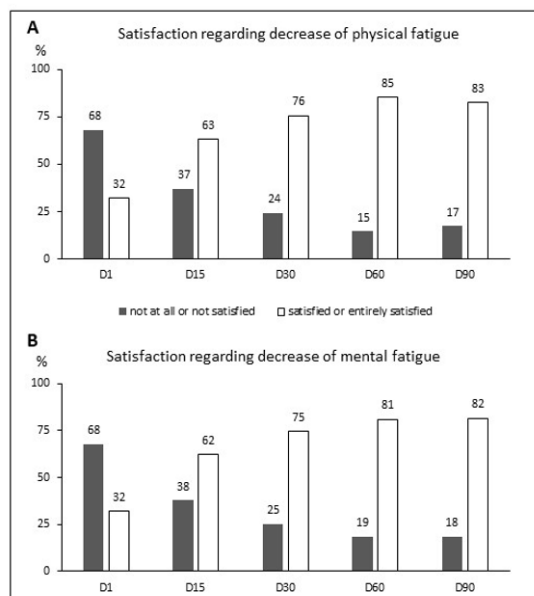 A
Satisfaction regarding decrease of physical fatigue
%
100
75
50
25
0
68
32
37
63
24
76
15
85
17
83
D1
D15
D30
D60
D90
not at all or not satisfied
satisfied or entirely satisfied
B
Satisfaction regarding decrease of mental fatigue
%
100
75
50
25
0
68
32
38
62
25
75
19
81
18
82
D1
D15
D30
D60
D90